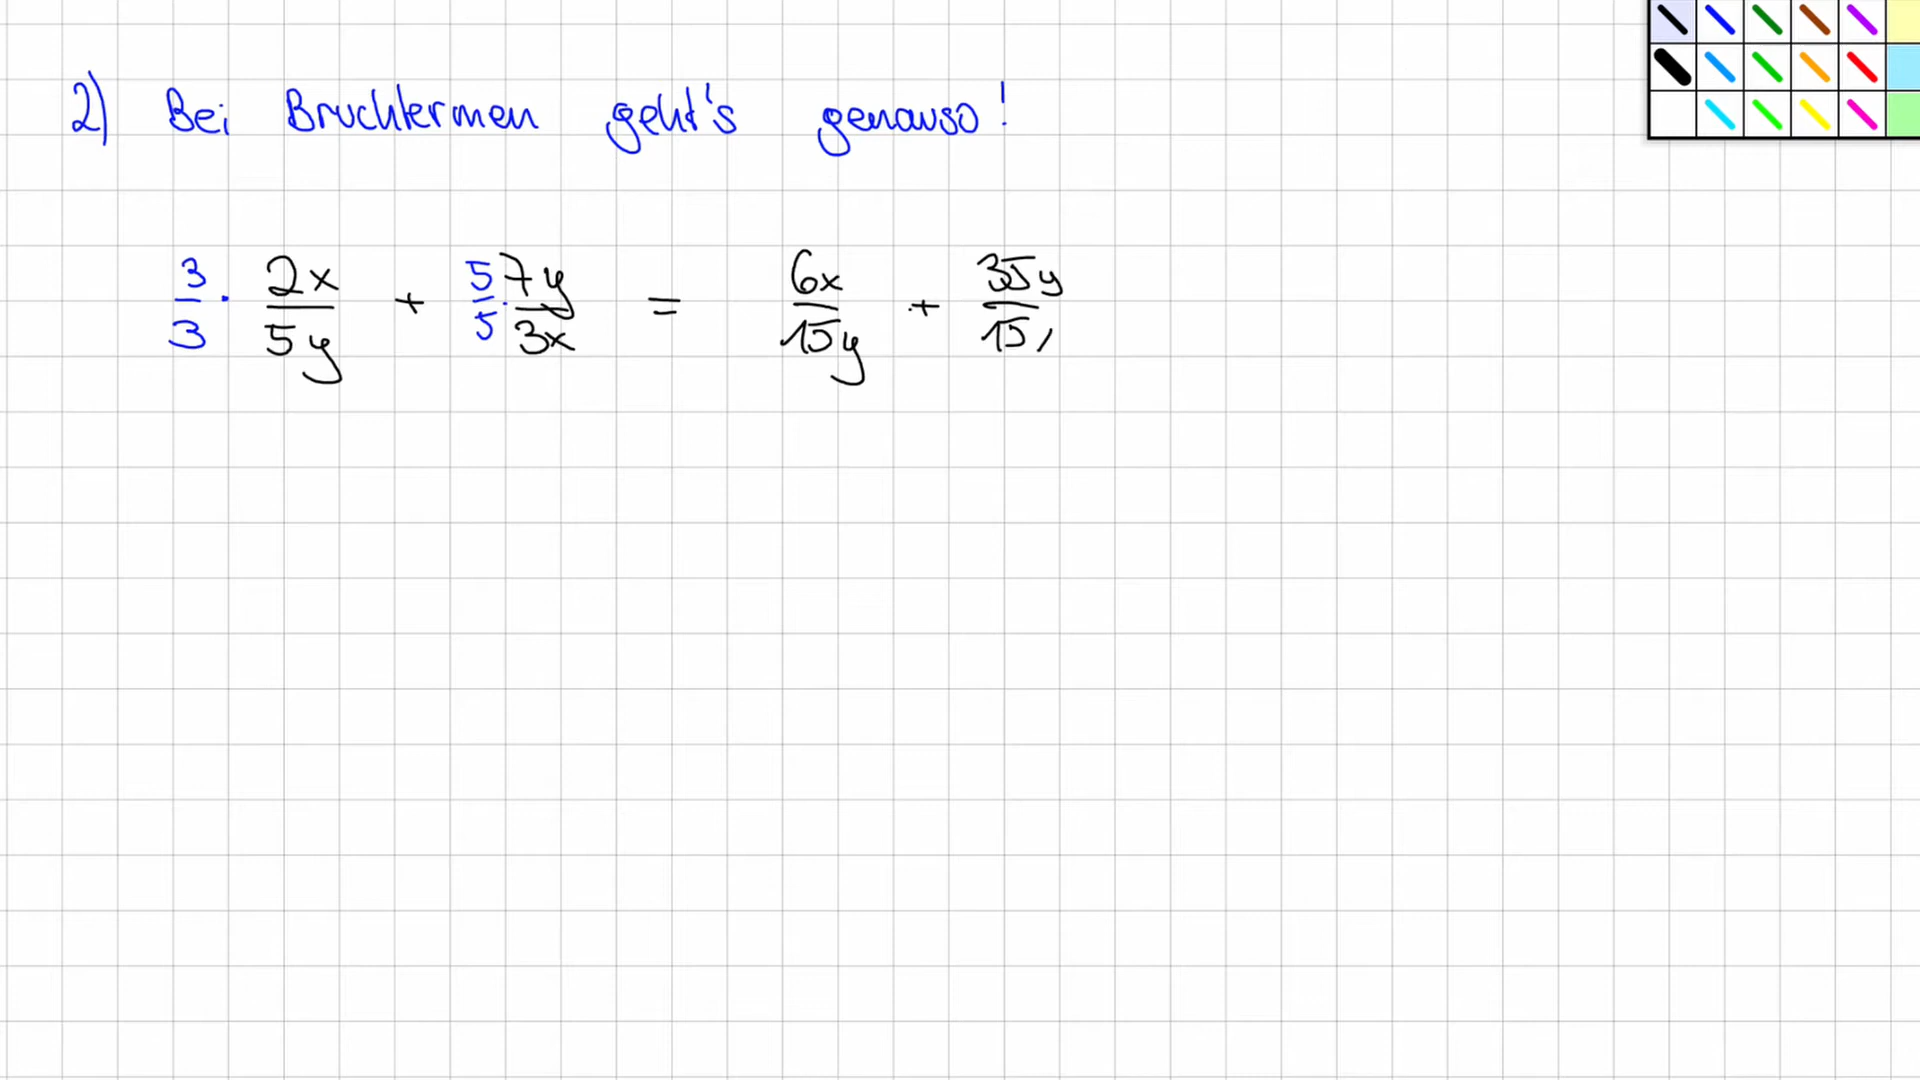 2) Bei Bruchtermen geht's genauso!
3/3 · 2x/5y + 5/5 · 7y/3x = 6x/15y + 35y/15